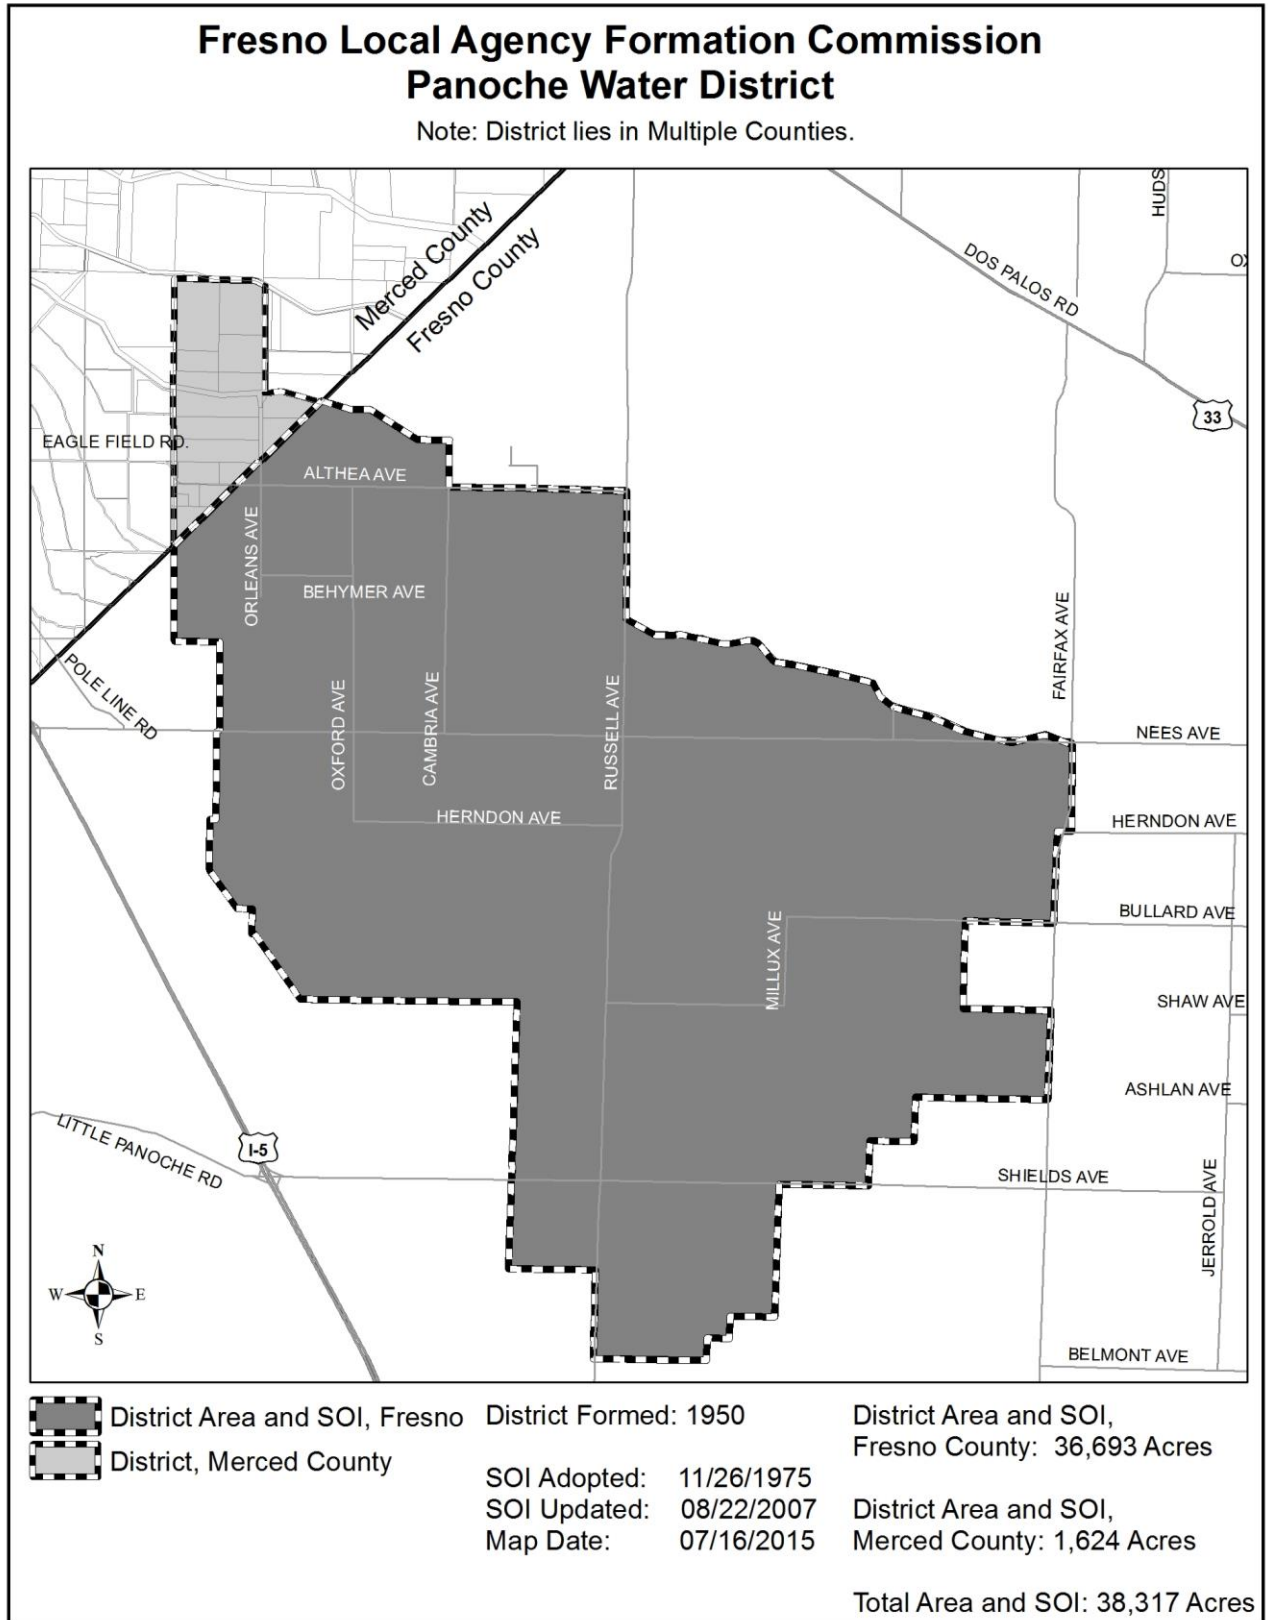 Fresno Local Agency Formation Commission
Panoche Water District
Note: District lies in Multiple Counties.
HUDS
Merced County
Fresno County
DOS PALOS RD
33
EAGLE FIELD RD.
ALTHEA AVE
ORLEANS AVE
BEHYMER AVE
FAIRFAX AVE
POLE LINE RD
OXFORD AVE
CAMBRIA AVE
RUSSELL AVE
NEES AVE
HERNDON AVE
HERNDON AVE
BULLARD AVE
MILLUX AVE
SHAW AVE
ASHLAN AVE
LITTLE PANOCHE RD
I-5
SHIELDS AVE
JERROLD AVE
N
W E
S
BELMONT AVE
District Area and SOI, Fresno
District, Merced County
District Formed: 1950
SOI Adopted: 11/26/1975
SOI Updated: 08/22/2007
Map Date: 07/16/2015
District Area and SOI,
Fresno County: 36,693 Acres
District Area and SOI,
Merced County: 1,624 Acres
Total Area and SOI: 38,317 Acres